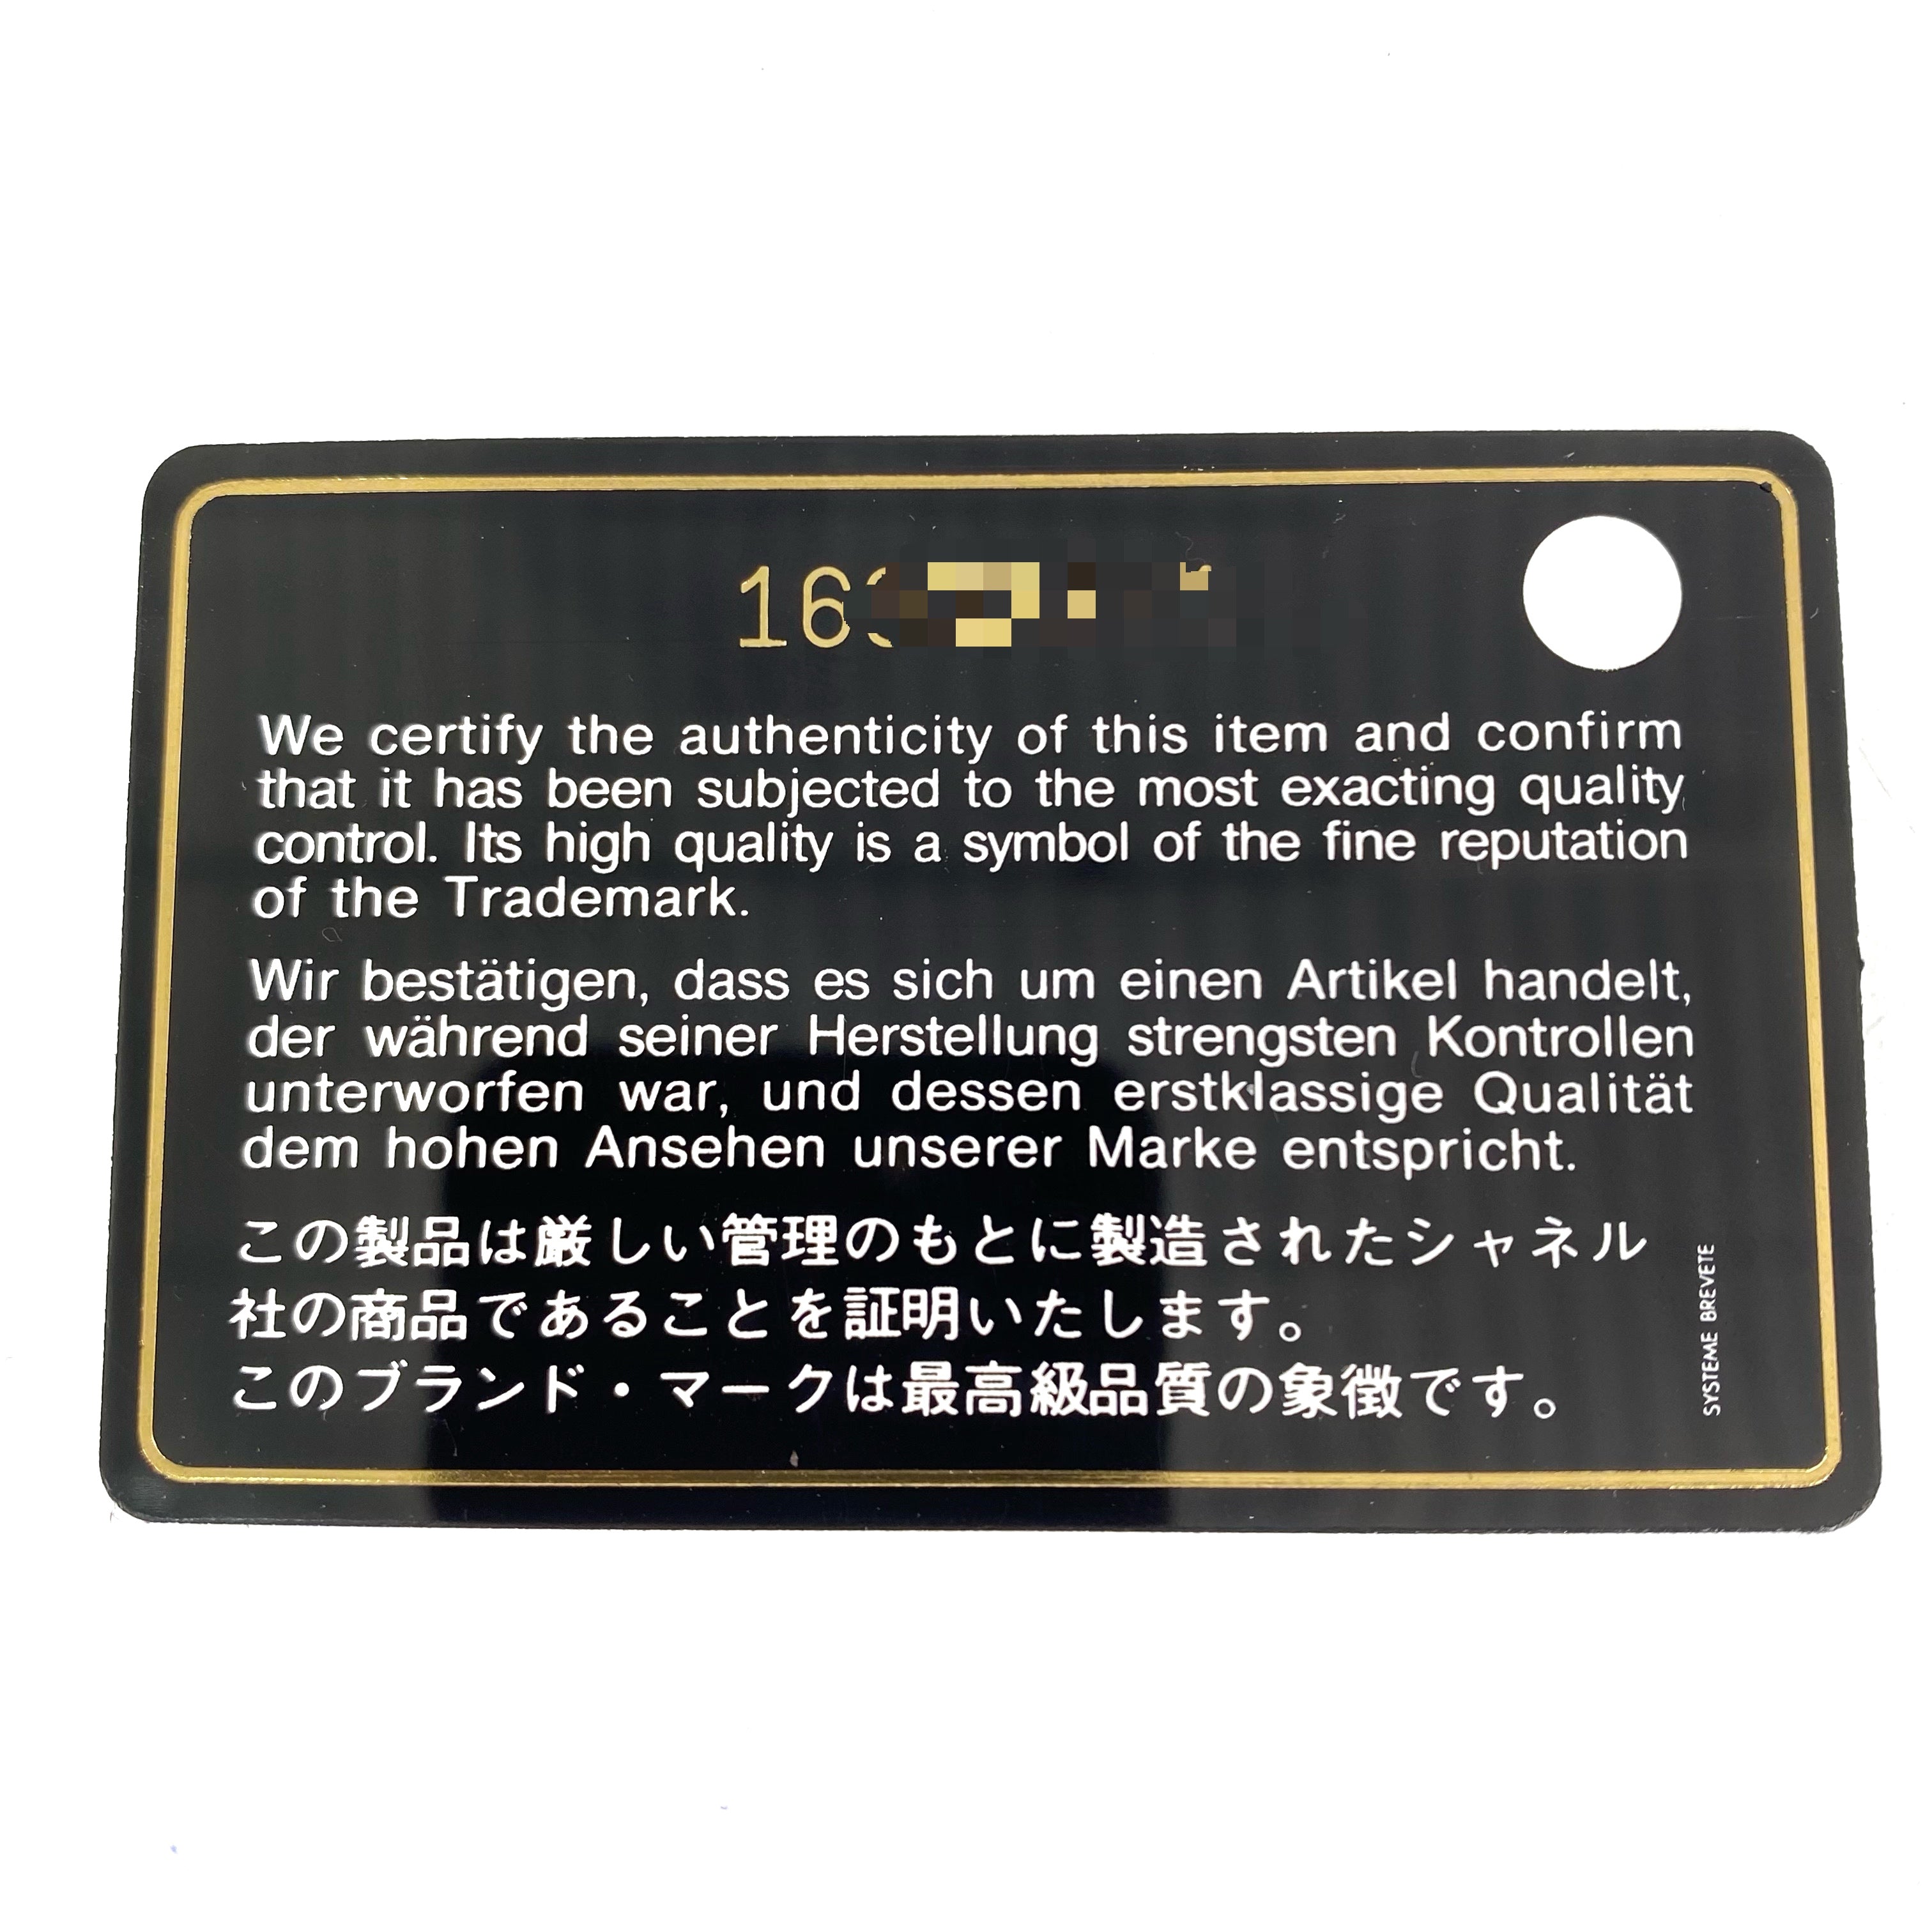 16
We certify the authenticity of this item and confirm
that it has been subjected to the most exacting quality
control. Its high quality is a symbol of the fine reputation
of the Trademark.
Wir bestätigen, dass es sich um einen Artikel handelt,
der während seiner Herstellung strengsten Kontrollen
unterworfen war, und dessen erstklassige Qualität
dem hohen Ansehen unserer Marke entspricht.
この製品は厳しい管理のもとに製造されたシャネル
社の商品であることを証明いたします。
このブランド・マークは最高級品質の象徴です。
SYSTEME BREVETE